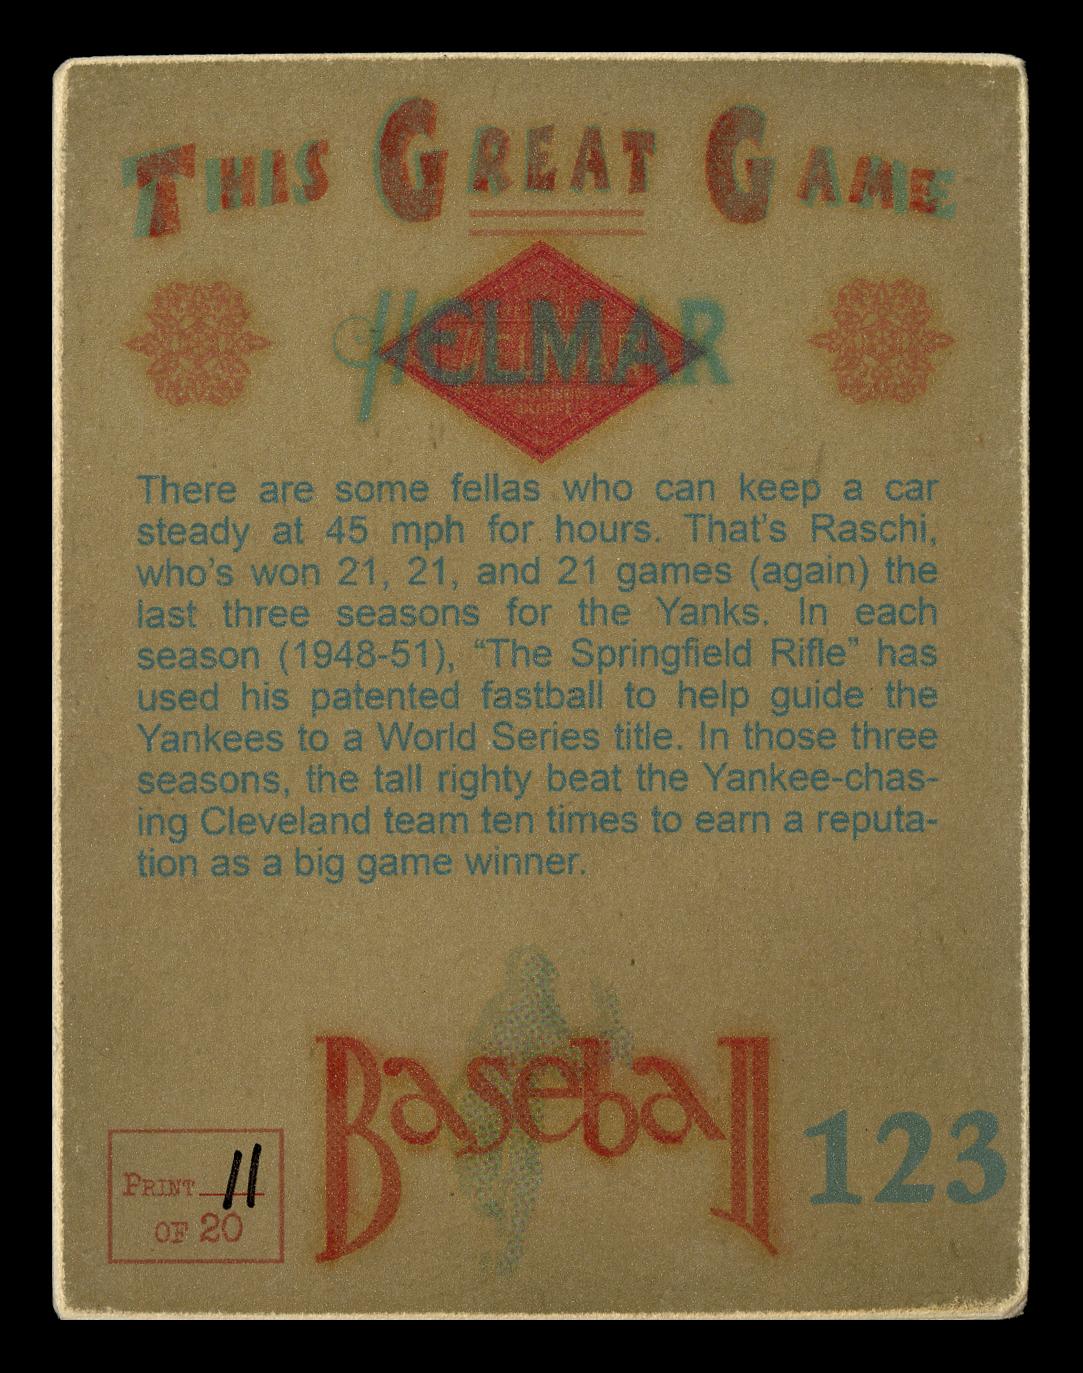 THIS GREAT GAME
HELMAR
There are some fellas who can keep a car
steady at 45 mph for hours. That's Raschi,
who's won 21, 21, and 21 games (again) the
last three seasons for the Yanks. In each
season (1948-51), “The Springfield Rifle” has
used his patented fastball to help guide the
Yankees to a World Series title. In those three
seasons, the tall righty beat the Yankee-chas-
ing Cleveland team ten times to earn a reputa-
tion as a big game winner.
Baseball
123
PRINT 11
OF 20